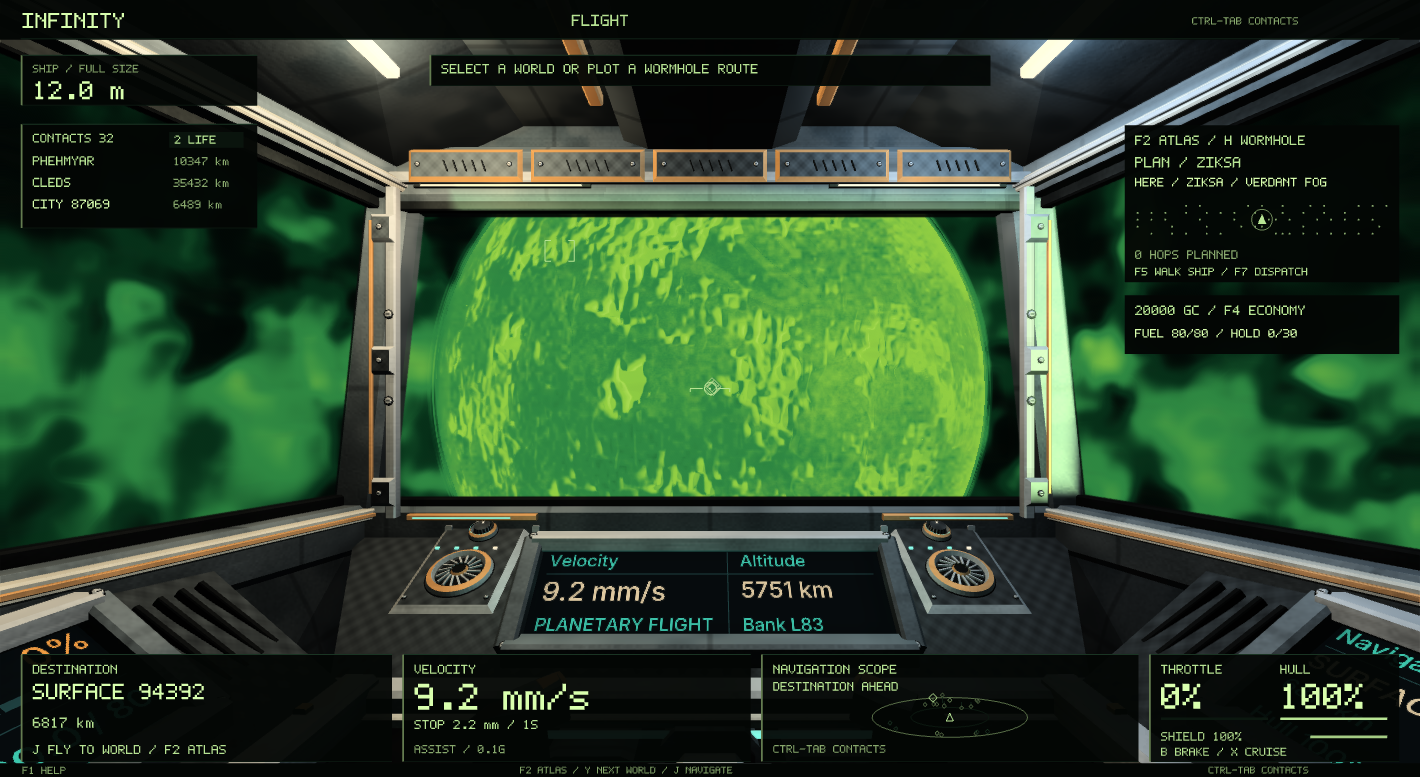 INFINITY
FLIGHT
CTRL-TAB CONTACTS
SHIP / FULL SIZE
12.0 m
SELECT A WORLD OR PLOT A WORMHOLE ROUTE
CONTACTS 32 2 LIFE
PHEHMYAR 10347 km
CLEDS 35432 km
CITY 87069 6489 km
F2 ATLAS / H WORMHOLE
PLAN / ZIKSA
HERE / ZIKSA / VERDANT FOG
0 HOPS PLANNED
F5 WALK SHIP / F7 DISPATCH
20000 GC / F4 ECONOMY
FUEL 80/80 / HOLD 0/30
Velocity
9.2 mm/s
PLANETARY FLIGHT
Altitude
5751 km
Bank L83
DESTINATION
SURFACE 94392
6817 km
J FLY TO WORLD / F2 ATLAS
VELOCITY
9.2 mm/s
STOP 2.2 mm / 1S
ASSIST / 0.1G
NAVIGATION SCOPE
DESTINATION AHEAD
CTRL-TAB CONTACTS
THROTTLE
0%
HULL
100%
SHIELD 100%
B BRAKE / X CRUISE
F1 HELP
F2 ATLAS / Y NEXT WORLD / J NAVIGATE
CTRL-TAB CONTACTS